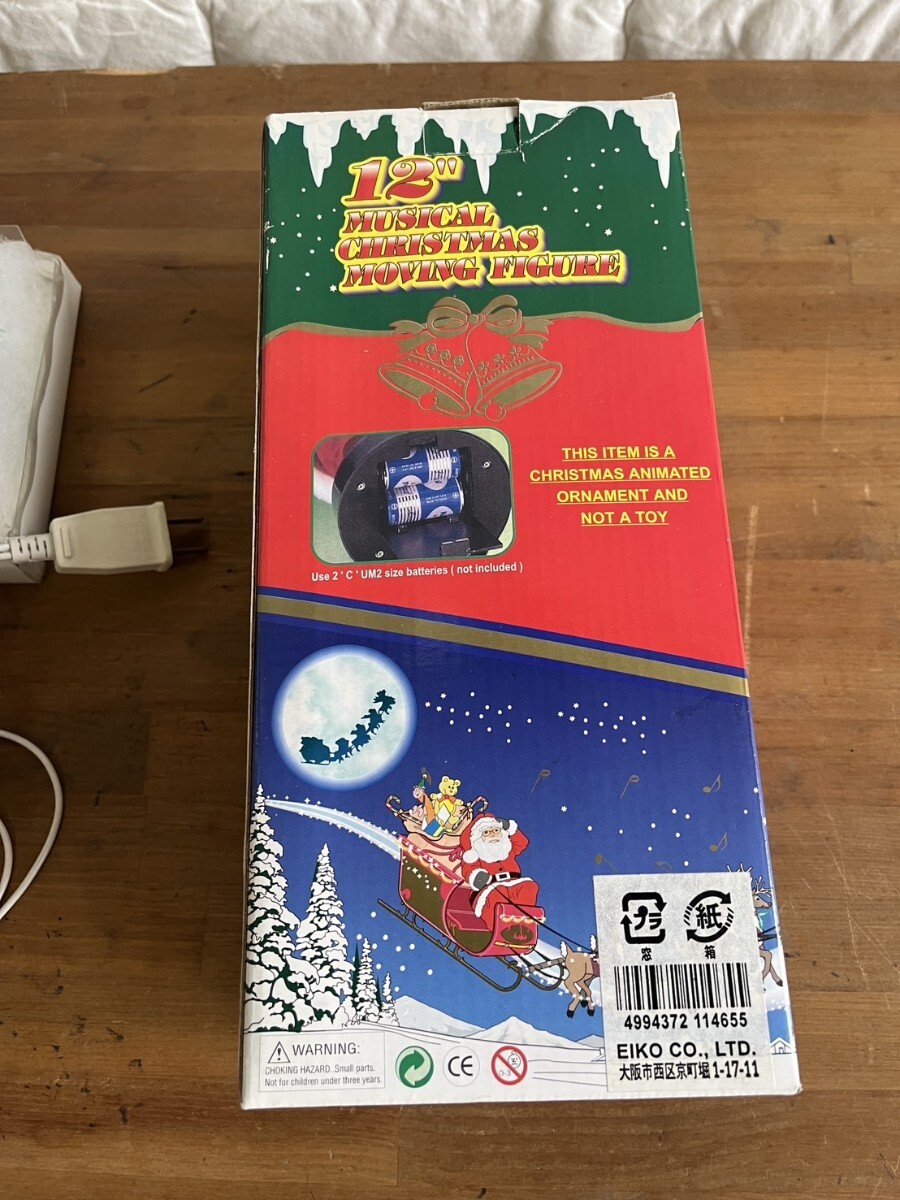 12"
MUSICAL
CHRISTMAS
MOVING FIGURE
THIS ITEM IS A
CHRISTMAS ANIMATED
ORNAMENT AND
NOT A TOY
Use 2 ' C ' UM2 size batteries ( not included )
プラ
紙
窓
箱
4994372 114655
EIKO CO., LTD.
大阪市西区京町堀 1-17-11
WARNING:
CHOKING HAZARD..Small parts.
Not for children under three years.
CE
0-3